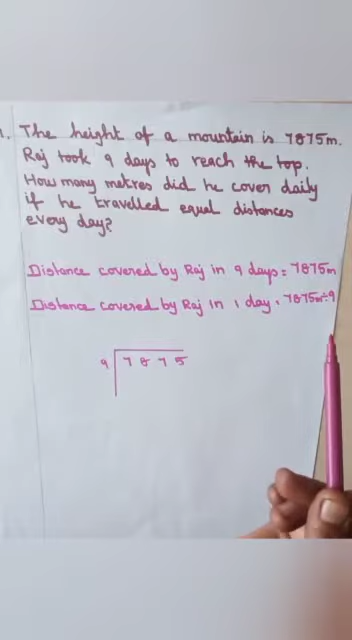 1. The height of a mountain is 7875m.
Raj took 9 days to reach the top.
How many metres did he cover daily
if he travelled equal distances
every day?
Distance covered by Raj in 9 days = 7875m
Distance covered by Raj in 1 day = 7875m÷9
9 7875